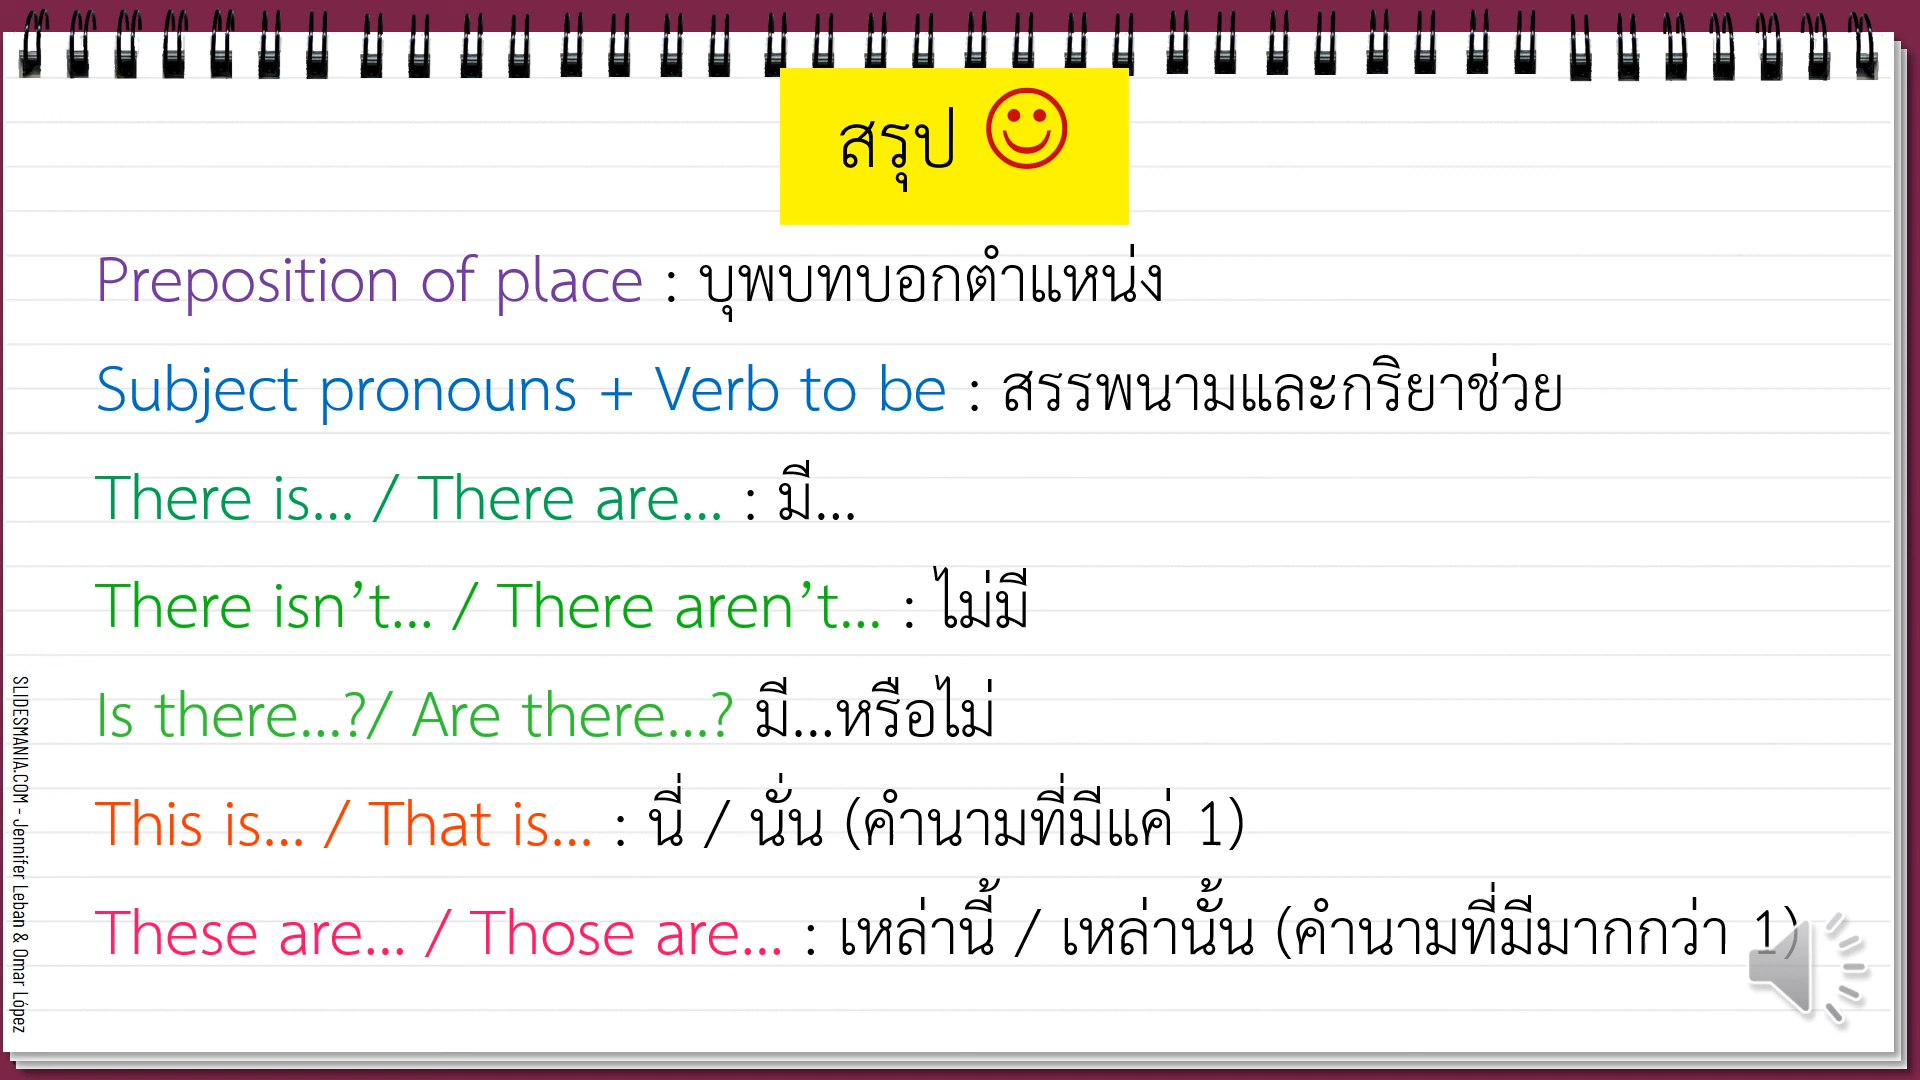 สรุป ☺
Preposition of place : บุพบทบอกตำแหน่ง
Subject pronouns + Verb to be : สรรพนามและกริยาช่วย
There is... / There are... : มี...
There isn’t... / There aren’t... : ไม่มี
Is there...?/ Are there...? มี...หรือไม่
This is... / That is... : นี่ / นั่น (คำนามที่มีแค่ 1)
These are... / Those are... : เหล่านี้ / เหล่านั้น (คำนามที่มีมากกว่า 1)
SLIDESMANIA.COM - Jennifer Leban & Omar López